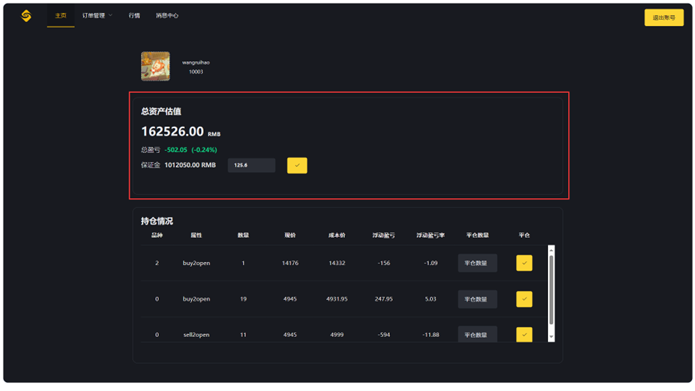 主页 订单管理 行情 消息中心 退出账号
wangruihao
10001
总资产估值
162526.00 RMB
总盈亏 -502.05 (-0.24%)
保证金 1012050.00 RMB 125.6
持仓情况
品种 属性 数量 现价 成本价 浮动盈亏 浮动盈亏率 平仓数量 平仓
2 buy2open 1 14176 14332 -156 -1.09 平仓数量
0 buy2open 19 4945 4931.95 247.95 5.03 平仓数量
0 sell2open 11 4945 4999 -594 -11.88 平仓数量